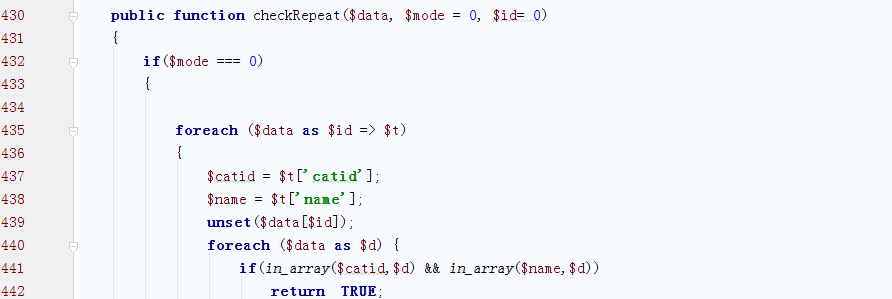 430 public function checkRepeat($data, $mode = 0, $id= 0)
431 {
432 if($mode === 0)
433 {
434
435 foreach ($data as $id => $t)
436 {
437 $catid = $t['catid'];
438 $name = $t['name'];
439 unset($data[$id]);
440 foreach ($data as $d) {
441 if(in_array($catid,$d) && in_array($name,$d))
442 return TRUE;